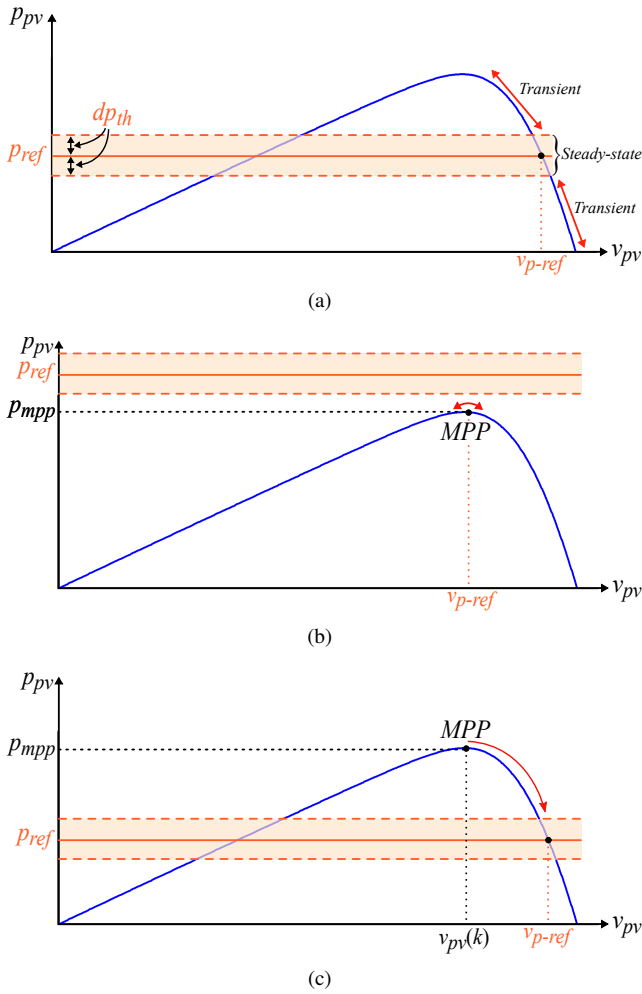 p_pv
dp_th
Transient
p_ref
Steady-state
Transient
v_p-ref
v_pv
(a)
p_pv
p_ref
p_mpp
MPP
v_p-ref
v_pv
(b)
p_pv
MPP
p_mpp
p_ref
v_pv(k)
v_p-ref
v_pv
(c)